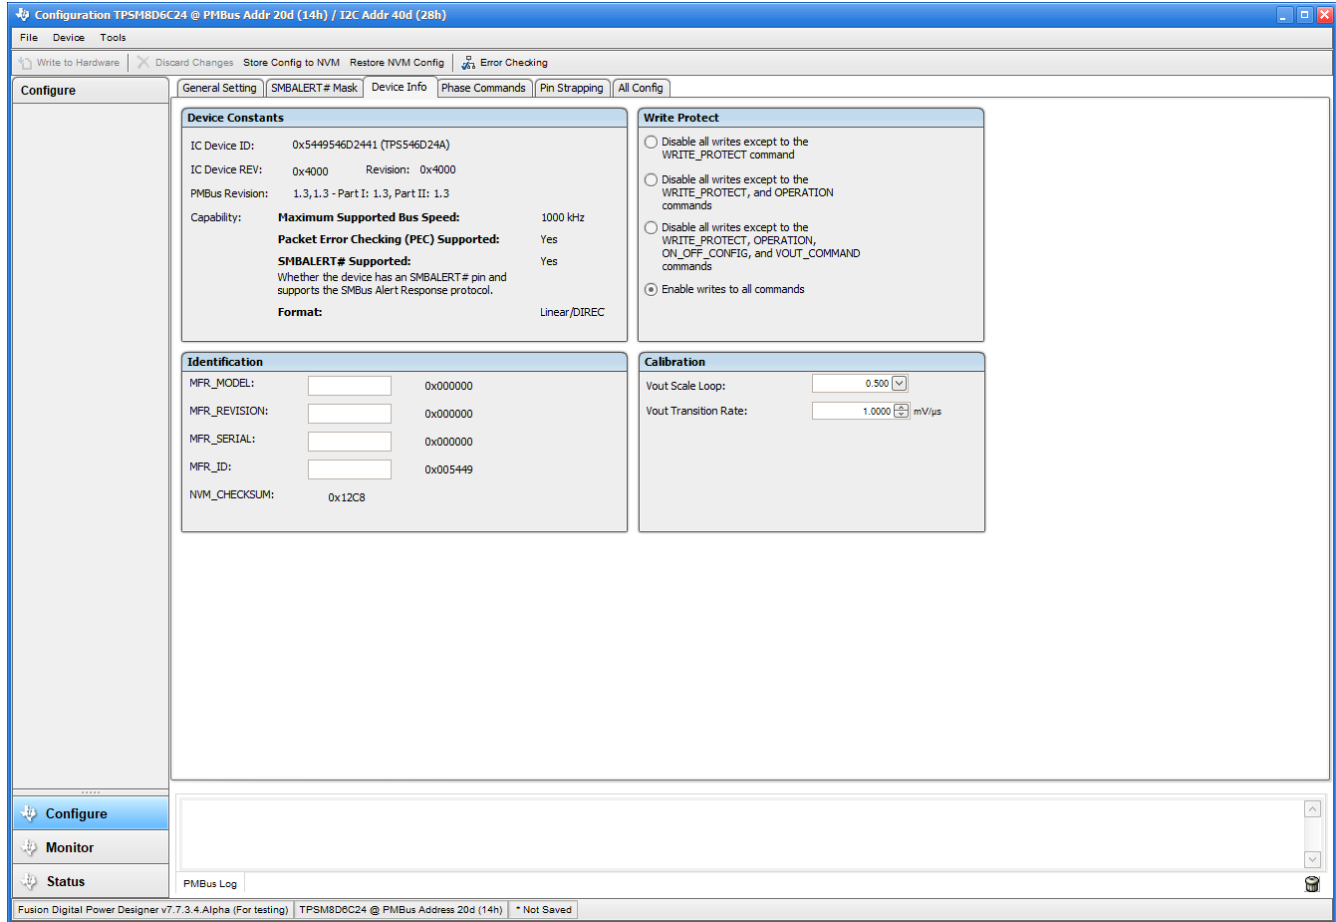 Configuration TPSM8D6C24 @ PMBus Addr 20d (14h) / I2C Addr 40d (28h)
File Device Tools
Write to Hardware Discard Changes Store Config to NVM Restore NVM Config Error Checking
Configure
General Setting SMBALERT# Mask Device Info Phase Commands Pin Strapping All Config
Device Constants
IC Device ID: 0x5449546D2441 (TPS546D24A)
IC Device REV: 0x4000 Revision: 0x4000
PMBus Revision: 1.3,1.3 - Part I: 1.3, Part II: 1.3
Capability: Maximum Supported Bus Speed: 1000 kHz
Packet Error Checking (PEC) Supported: Yes
SMBALERT# Supported: Yes
Whether the device has an SMBALERT# pin and
supports the SMBus Alert Response protocol.
Format: Linear/DIREC
Write Protect
Disable all writes except to the
WRITE_PROTECT command
Disable all writes except to the
WRITE_PROTECT, and OPERATION
commands
Disable all writes except to the
WRITE_PROTECT, OPERATION,
ON_OFF_CONFIG, and VOUT_COMMAND
commands
Enable writes to all commands
Identification
MFR_MODEL: 0x000000
MFR_REVISION: 0x000000
MFR_SERIAL: 0x000000
MFR_ID: 0x005449
NVM_CHECKSUM: 0x12C8
Calibration
Vout Scale Loop: 0.500
Vout Transition Rate: 1.0000 mV/µs
Configure
Monitor
Status
PMBus Log
Fusion Digital Power Designer v7.7.3.4.Alpha (For testing) TPSM8D6C24 @ PMBus Address 20d (14h) * Not Saved